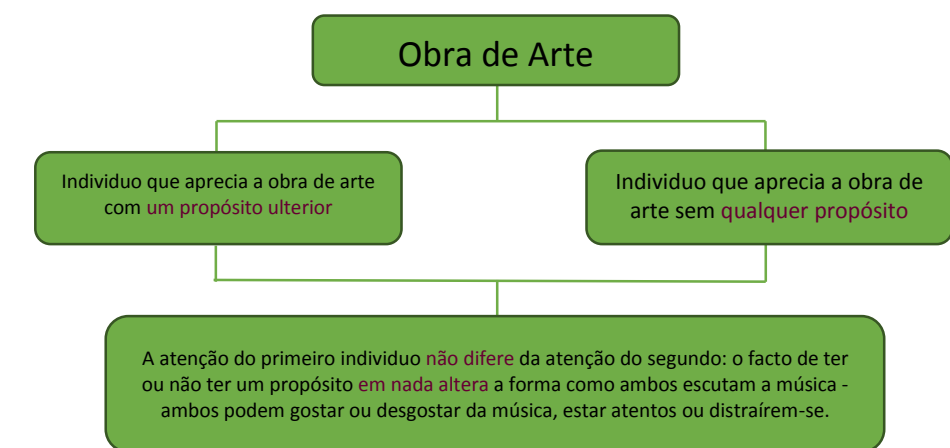 Obra de Arte
Individuo que aprecia a obra de arte
com um propósito ulterior
Individuo que aprecia a obra de
arte sem qualquer propósito
A atenção do primeiro individuo não difere da atenção do segundo: o facto de ter
ou não ter um propósito em nada altera a forma como ambos escutam a música -
ambos podem gostar ou desgostar da música, estar atentos ou distraírem-se.